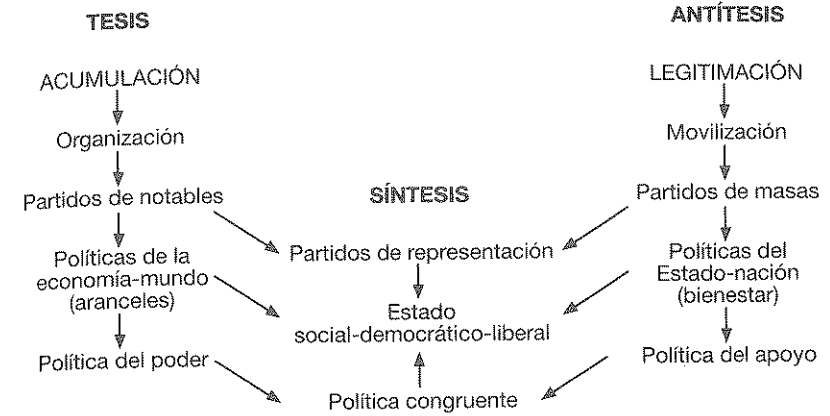 TESIS
ACUMULACIÓN
Organización
Partidos de notables
Políticas de la
economía-mundo
(aranceles)
Política del poder
SÍNTESIS
Partidos de representación
Estado
social-democrático-liberal
Política congruente
ANTÍTESIS
LEGITIMACIÓN
Movilización
Partidos de masas
Políticas del
Estado-nación
(bienestar)
Política del apoyo